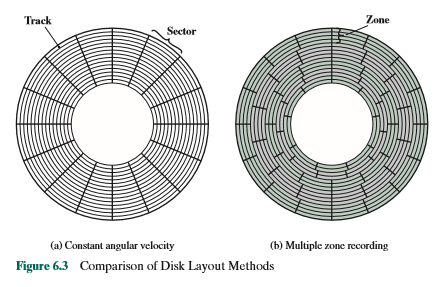 Track
Sector
Zone
(a) Constant angular velocity
(b) Multiple zone recording
Figure 6.3 Comparison of Disk Layout Methods